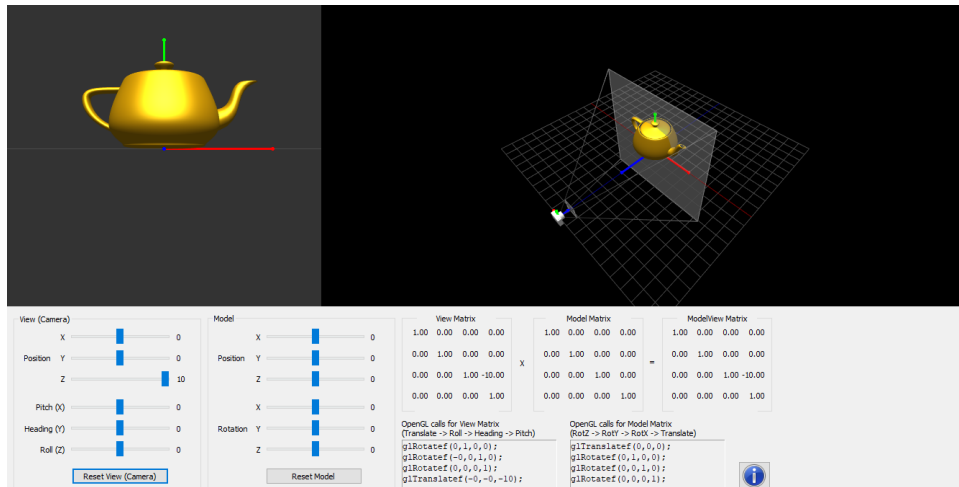 View (Camera)
X 0
Position Y 0
Z 10
Pitch (X) 0
Heading (Y) 0
Roll (Z) 0
Reset View (Camera)
Model
X 0
Position Y 0
Z 0
X 0
Rotation Y 0
Z 0
Reset Model
View Matrix
1.00 0.00 0.00 0.00
0.00 1.00 0.00 0.00
0.00 0.00 1.00 -10.00
0.00 0.00 0.00 1.00
X
Model Matrix
1.00 0.00 0.00 0.00
0.00 1.00 0.00 0.00
0.00 0.00 1.00 0.00
0.00 0.00 0.00 1.00
=
ModelView Matrix
1.00 0.00 0.00 0.00
0.00 1.00 0.00 0.00
0.00 0.00 1.00 -10.00
0.00 0.00 0.00 1.00
OpenGL calls for View Matrix
(Translate -> Roll -> Heading -> Pitch)
glRotatef(0,1,0,0);
glRotatef(-0,0,1,0);
glRotatef(0,0,0,1);
glTranslatef(-0,-0,-10);
OpenGL calls for Model Matrix
(RotZ -> RotY -> RotX -> Translate)
glTranslatef(0,0,0);
glRotatef(0,1,0,0);
glRotatef(0,0,1,0);
glRotatef(0,0,0,1);
i